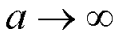 a → ∞